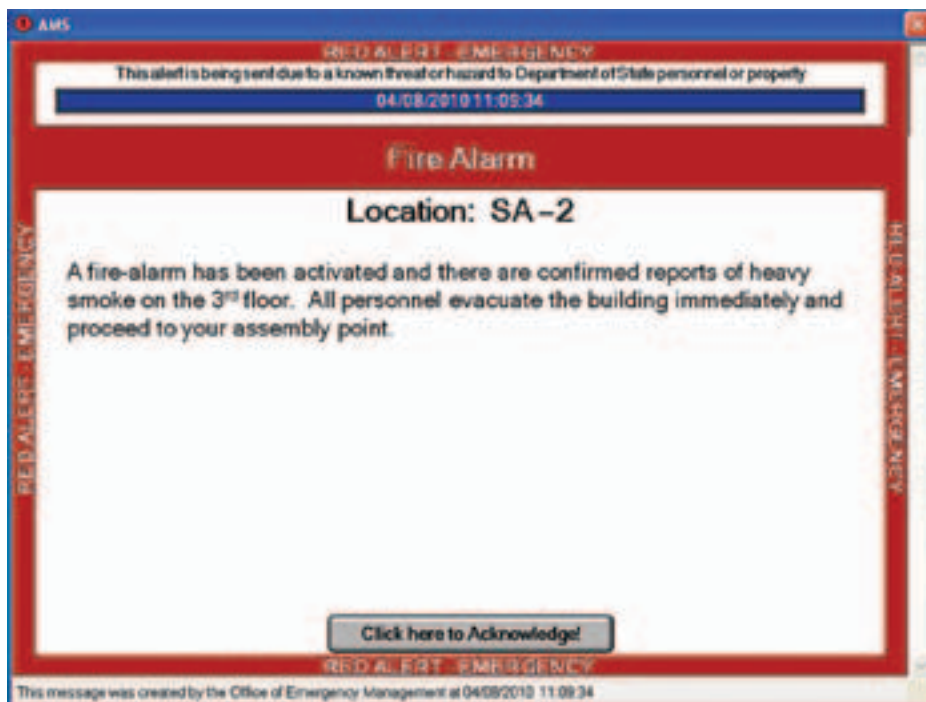 AMS
RED ALERT - EMERGENCY
This alert is being sent due to a known threat or hazard to Department of State personnel or property
04/08/2010 11:09:34
Fire Alarm
RED ALERT - EMERGENCY
Location: SA-2
A fire-alarm has been activated and there are confirmed reports of heavy
smoke on the 3rd floor. All personnel evacuate the building immediately and
proceed to your assembly point.
RED ALERT - EMERGENCY
Click here to Acknowledge!
RED ALERT - EMERGENCY
This message was created by the Office of Emergency Management at 04/08/2010 11:09:34